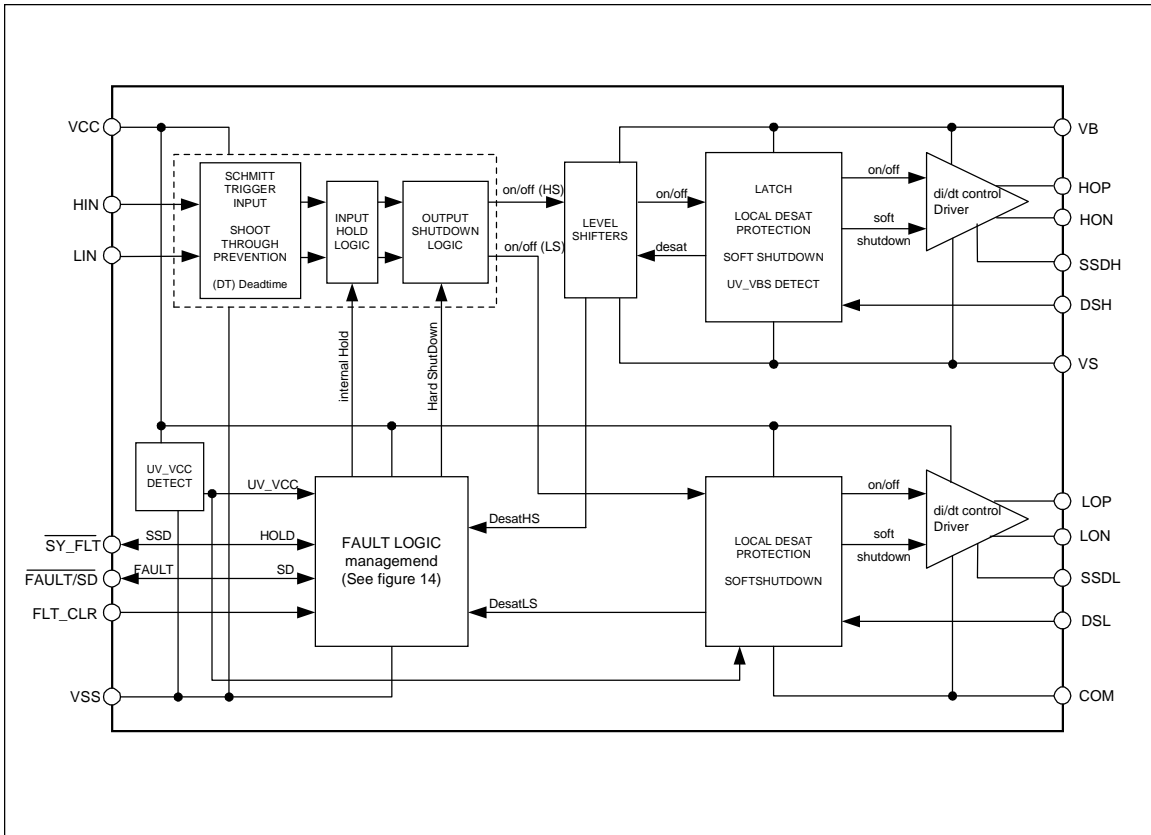 VCC
HIN
LIN
SCHMITT
TRIGGER
INPUT
SHOOT
THROUGH
PREVENTION
(DT) Deadtime
INPUT
HOLD
LOGIC
OUTPUT
SHUTDOWN
LOGIC
on/off (HS)
on/off (LS)
LEVEL
SHIFTERS
on/off
desat
LATCH
LOCAL DESAT
PROTECTION
SOFT SHUTDOWN
UV_VBS DETECT
on/off
soft
shutdown
di/dt control
Driver
VB
HOP
HON
SSDH
DSH
VS
internal Hold
Hard ShutDown
UV_VCC
DETECT
UV_VCC
SY_FLT
SSD
HOLD
FAULT/SD
FAULT
SD
FLT_CLR
VSS
FAULT LOGIC
managemend
(See figure 14)
DesatHS
DesatLS
LOCAL DESAT
PROTECTION
SOFTSHUTDOWN
on/off
soft
shutdown
di/dt control
Driver
LOP
LON
SSDL
DSL
COM